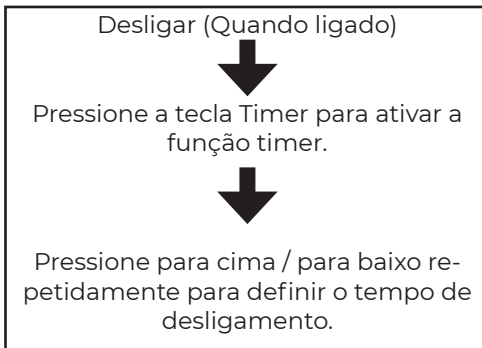 Desligar (Quando ligado)
Pressione a tecla Timer para ativar a
função timer.
Pressione para cima / para baixo re-
petidamente para definir o tempo de
desligamento.